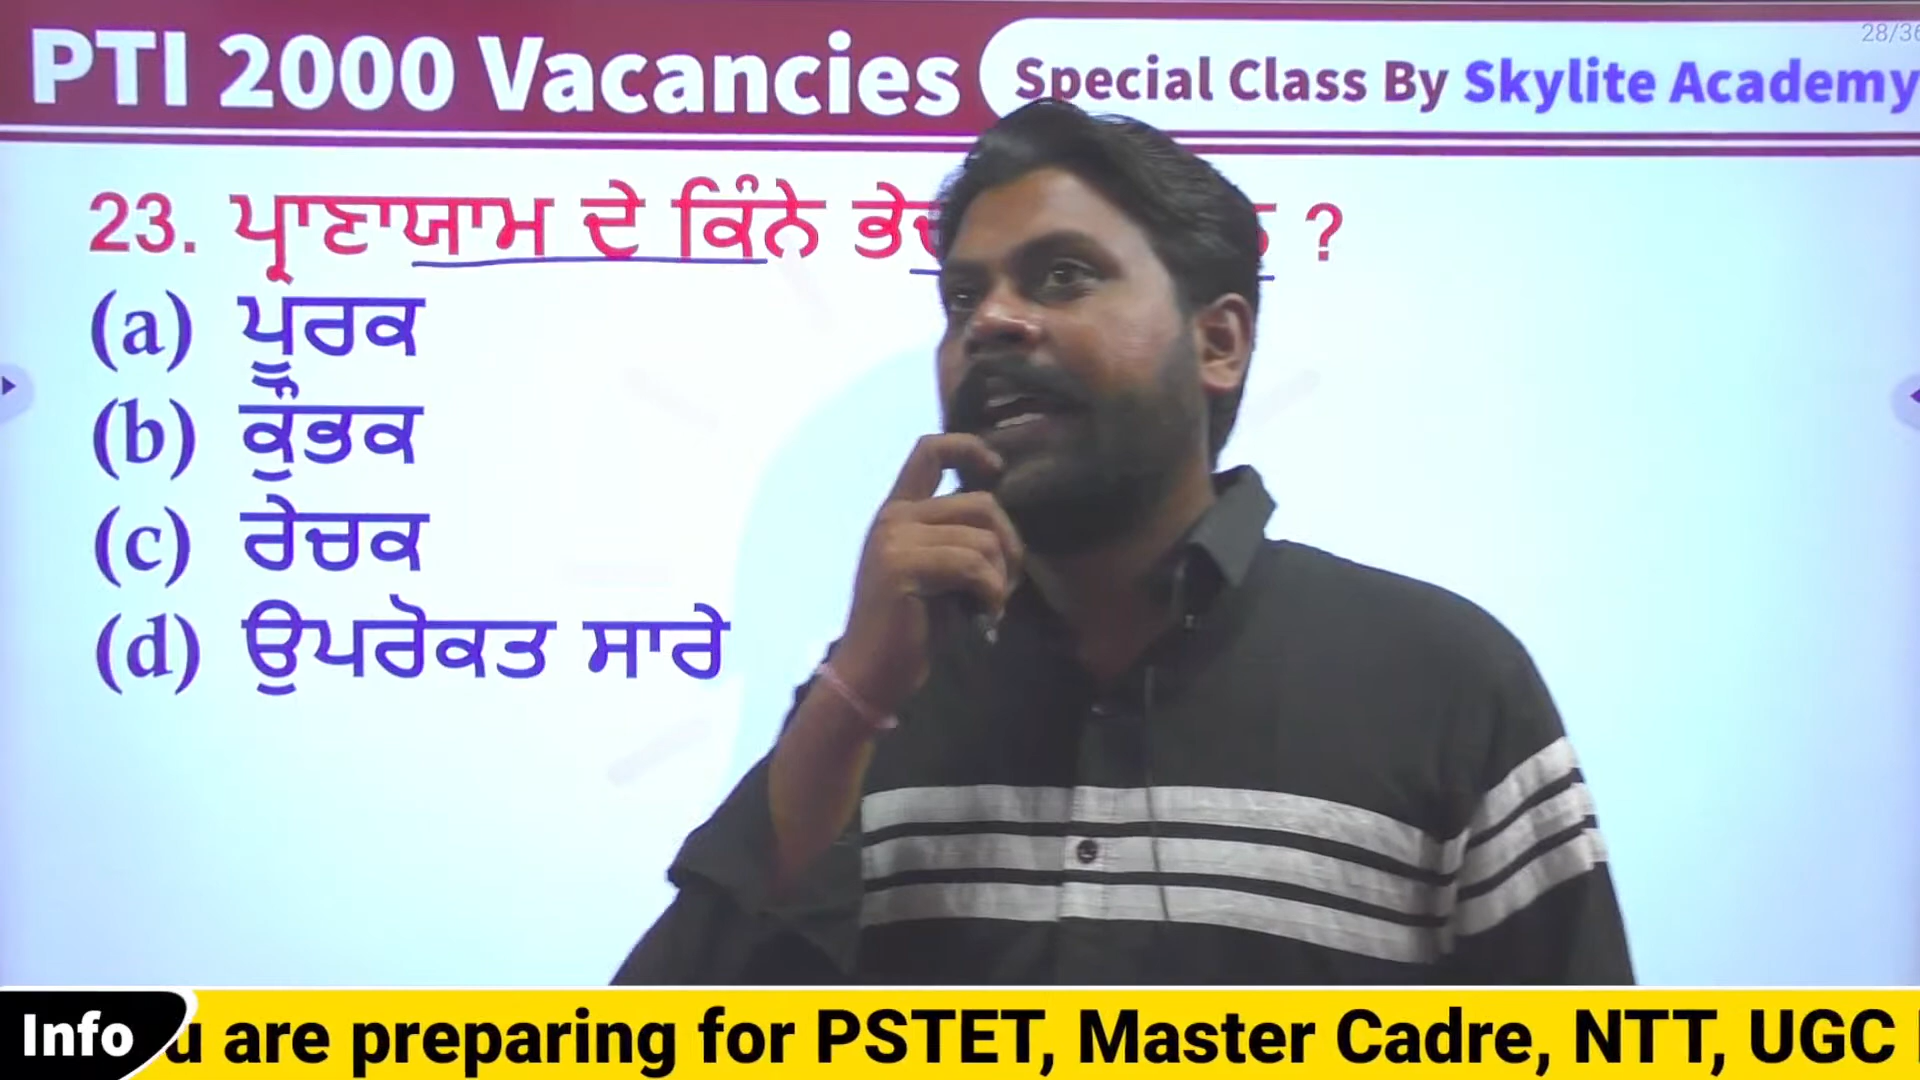 28/36
PTI 2000 Vacancies Special Class By Skylite Academy
23. ਪ੍ਰਾਣਾਯਾਮ ਦੇ ਕਿੰਨੇ ?
(a) ਪੂਰਕ
(b) ਕੁੰਭਕ
(c) ਰੇਚਕ
(d) ਉਪਰੋਕਤ ਸਾਰੇ
Info are preparing for PSTET, Master Cadre, NTT, UGC